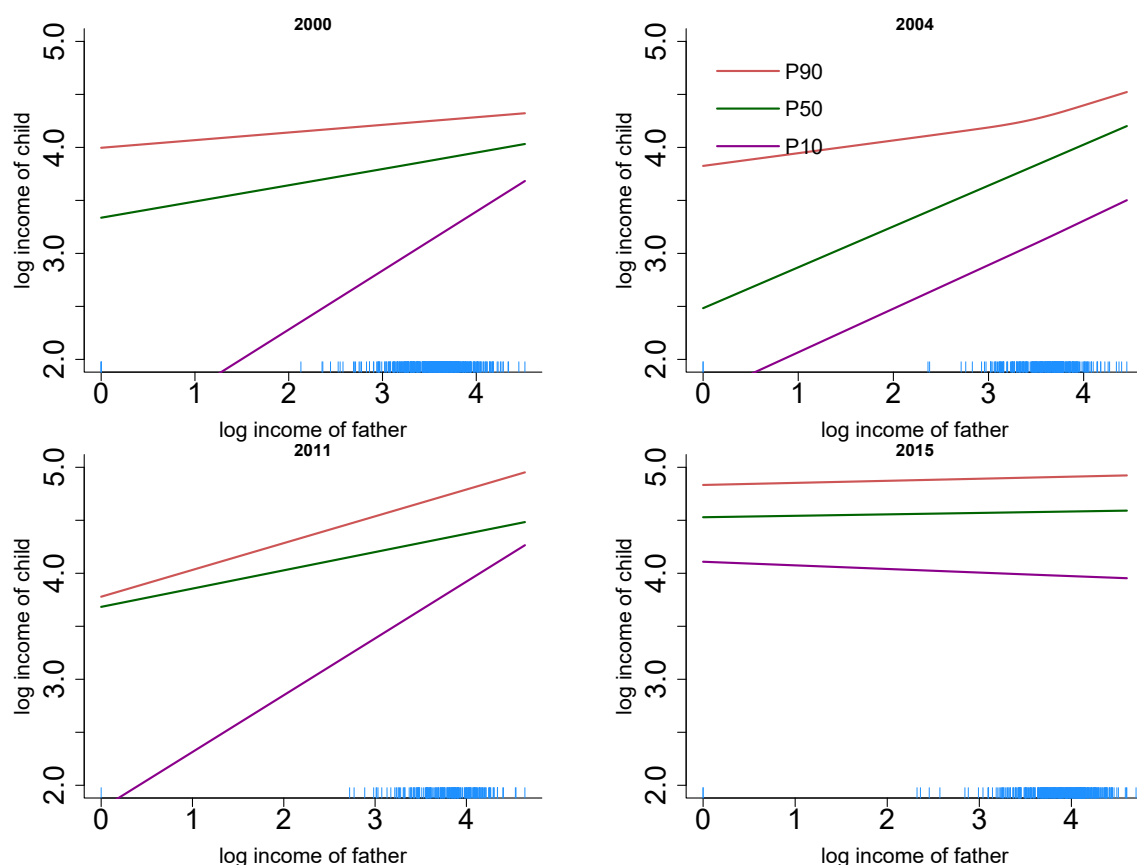 2000
5.0
4.0
3.0
2.0
log income of child
0 1 2 3 4
log income of father
2004
P90
P50
P10
5.0
4.0
3.0
2.0
log income of child
0 1 2 3 4
log income of father
2011
5.0
4.0
3.0
2.0
log income of child
0 1 2 3 4
log income of father
2015
5.0
4.0
3.0
2.0
log income of child
0 1 2 3 4
log income of father